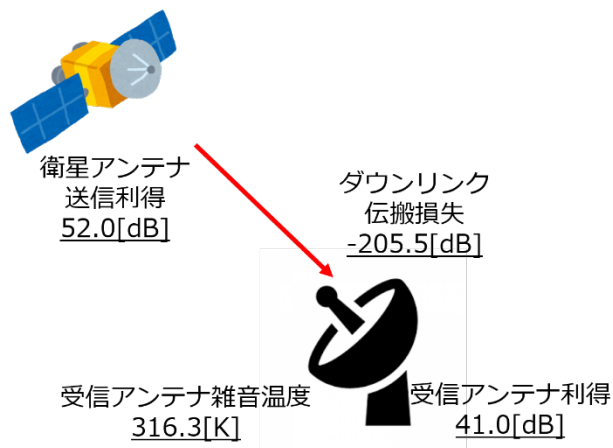 衛星アンテナ
送信利得
52.0[dB]
ダウンリンク
伝搬損失
-205.5[dB]
受信アンテナ雑音温度
316.3[K]
受信アンテナ利得
41.0[dB]